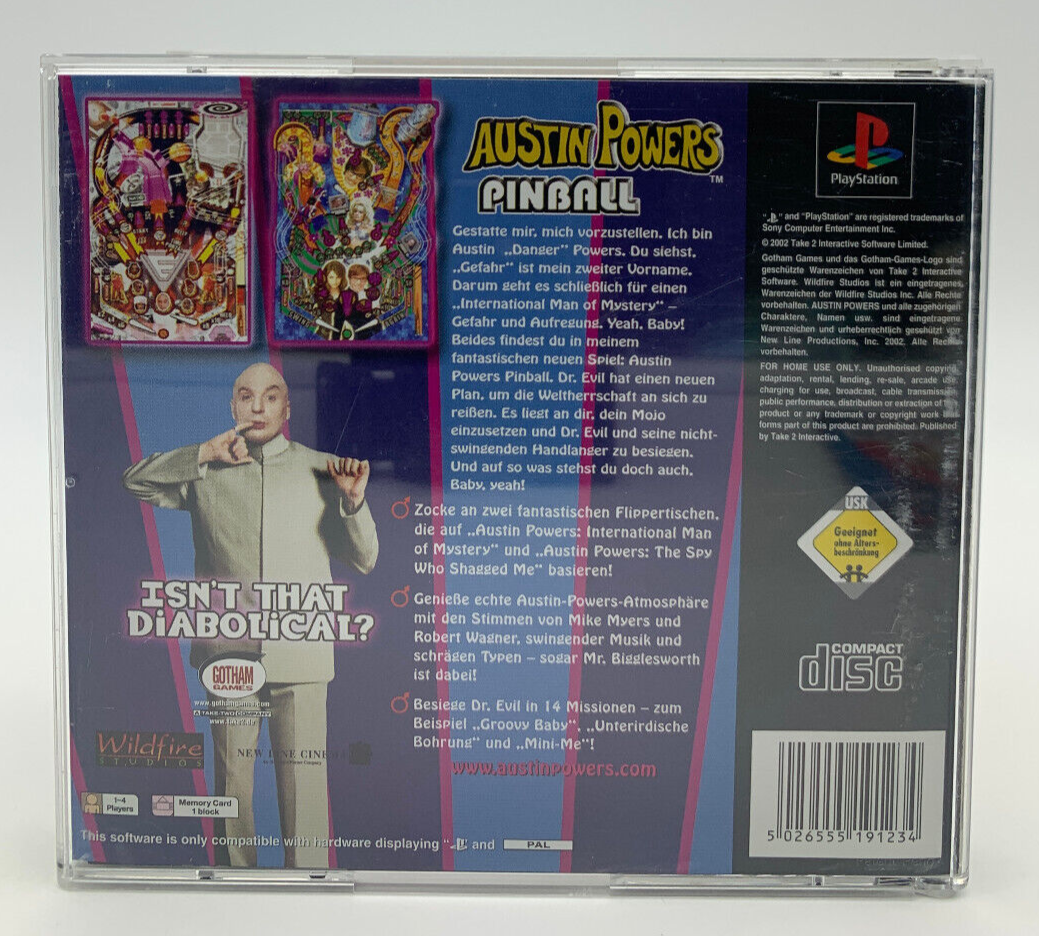 AUSTIN POWERS
™
PINBALL
Gestatte mir, mich vorzustellen. Ich bin
Austin „Danger“ Powers. Du siehst,
„Gefahr“ ist mein zweiter Vorname.
Darum geht es schließlich für einen
„International Man of Mystery“ –
Gefahr und Aufregung. Yeah, Baby!
Beides findest du in meinem
fantastischen neuen Spiel: Austin
Powers Pinball. Dr. Evil hat einen neuen
Plan, um die Weltherrschaft an sich zu
reißen. Es liegt an dir, dein Mojo
einzusetzen und Dr. Evil und seine nicht-
swingenden Handlanger zu besiegen.
Und auf so was stehst du doch auch,
Baby, yeah!
Zocke an zwei fantastischen Flippertischen,
die auf „Austin Powers: International Man
of Mystery“ und „Austin Powers: The Spy
Who Shagged Me“ basieren!
Genieße echte Austin-Powers-Atmosphäre
mit den Stimmen von Mike Myers und
Robert Wagner, swingender Musik und
schrägen Typen – sogar Mr. Bigglesworth
ist dabei!
Besiege Dr. Evil in 14 Missionen – zum
Beispiel „Groovy Baby“, „Unterirdische
Bohrung“ und „Mini-Me“!
www.austinpowers.com
ISN'T THAT
DIABOLICAL?
GOTHAM
GAMES
www.gothamgames.com
A TAKE-TWO COMPANY
www.take2.de
Wildfire
STUDIOS
NEW LINE CINEMA
1-4
Players
Memory Card
1 block
This software is only compatible with hardware displaying " " and
PAL
PlayStation
" " and "PlayStation" are registered trademarks of
Sony Computer Entertainment Inc.
© 2002 Take 2 Interactive Software Limited.
Gotham Games und das Gotham-Games-Logo sind
geschützte Warenzeichen von Take 2 Interactive
Software. Wildfire Studios ist ein eingetragenes
Warenzeichen der Wildfire Studios Inc. Alle Rechte
vorbehalten. AUSTIN POWERS und alle zugehörigen
Charaktere, Namen usw. sind eingetragene
Warenzeichen und urheberrechtlich geschützt von
New Line Productions, Inc. 2002. Alle Rechte
vorbehalten.
FOR HOME USE ONLY. Unauthorised copying,
adaptation, rental, lending, re-sale, arcade use,
charging for use, broadcast, cable transmission,
public performance, distribution or extraction of this
product or any trademark or copyright work that
forms part of this product are prohibited. Published
by Take 2 Interactive.
USK
Geeignet
ohne Alters-
beschränkung
COMPACT
disc
5 026555 191234